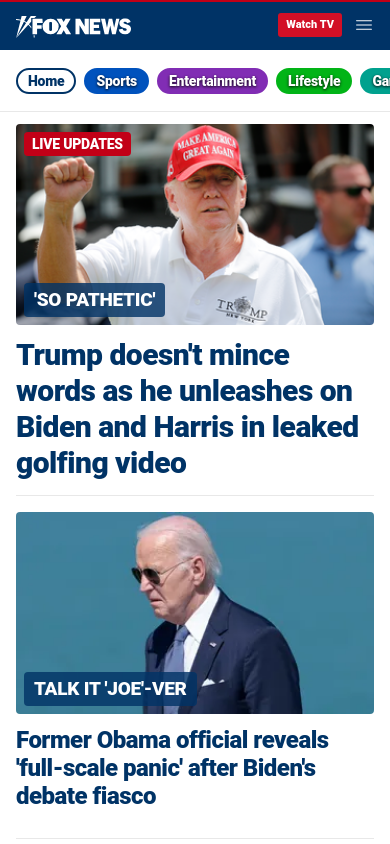 FOX NEWS
Watch TV
Home
Sports
Entertainment
Lifestyle
Ga
LIVE UPDATES
MAKE AMERICA
GREAT AGAIN
TRUMP
NEW YORK
'SO PATHETIC'
Trump doesn't mince
words as he unleashes on
Biden and Harris in leaked
golfing video
TALK IT 'JOE'-VER
Former Obama official reveals
'full-scale panic' after Biden's
debate fiasco